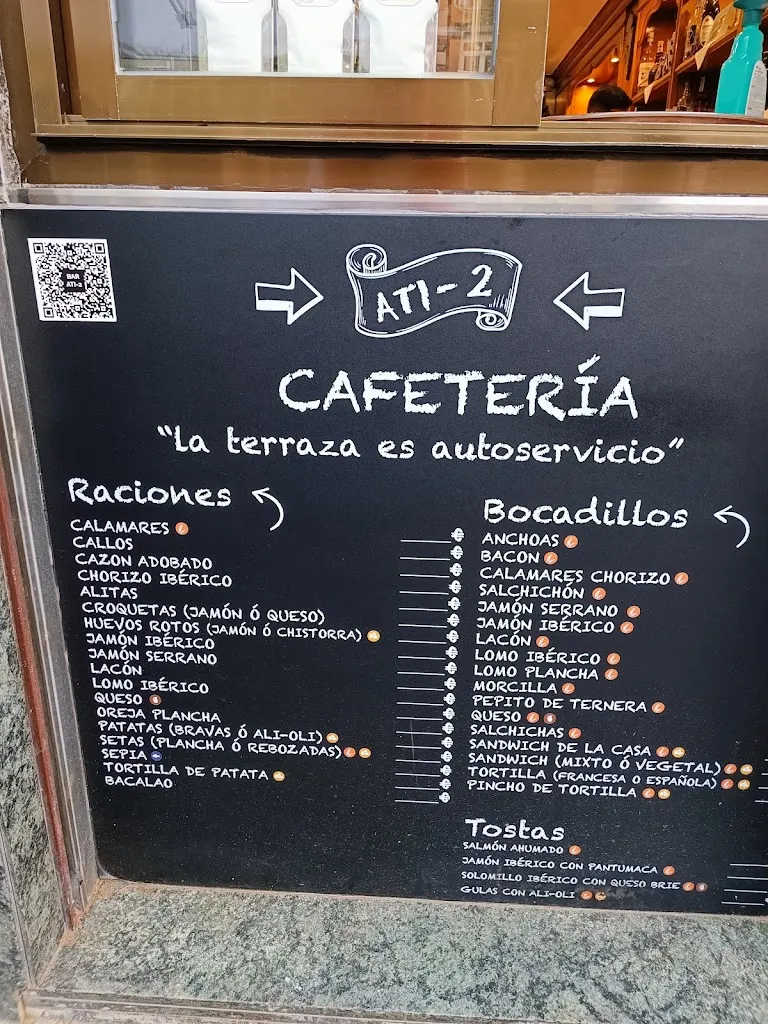 BAR
ATI-2
ATI-2
CAFETERÍA
"la terraza es autoservicio"
Raciones
CALAMARES
CALLOS
CAZON ADOBADO
CHORIZO IBÉRICO
ALITAS
CROQUETAS (JAMÓN Ó QUESO)
HUEVOS ROTOS (JAMÓN Ó CHISTORRA)
JAMÓN IBÉRICO
JAMÓN SERRANO
LACÓN
LOMO IBÉRICO
QUESO
OREJA PLANCHA
PATATAS (BRAVAS Ó ALI-OLI)
SETAS (PLANCHA Ó REBOZADAS)
SEPIA
TORTILLA DE PATATA
BACALAO
Bocadillos
ANCHOAS
BACON
CALAMARES CHORIZO
SALCHICHÓN
JAMÓN SERRANO
JAMÓN IBÉRICO
LACÓN
LOMO IBÉRICO
LOMO PLANCHA
MORCILLA
PEPITO DE TERNERA
QUESO
SALCHICHAS
SANDWICH DE LA CASA
SANDWICH (MIXTO Ó VEGETAL)
TORTILLA (FRANCESA O ESPAÑOLA)
PINCHO DE TORTILLA
Tostas
SALMÓN AHUMADO
JAMÓN IBÉRICO CON PANTUMACA
SOLOMILLO IBÉRICO CON QUESO BRIE
GULAS CON ALI-OLI